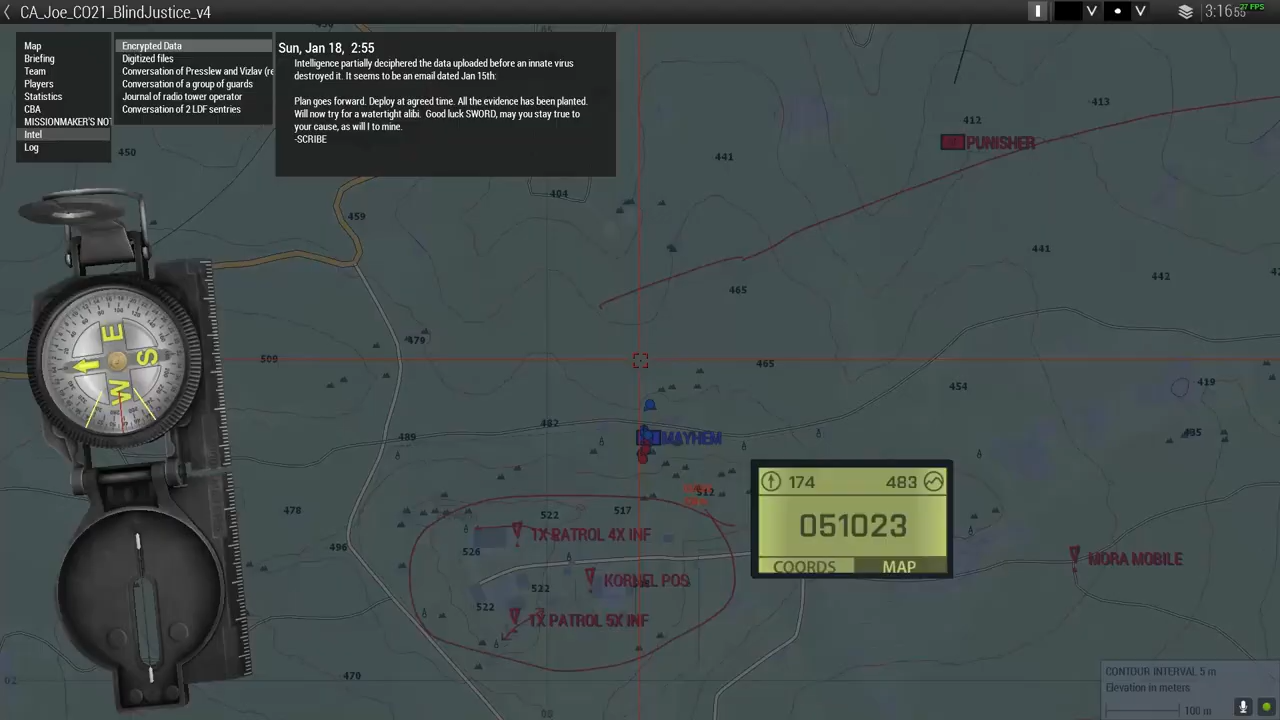 CA_Joe_CO21_BlindJustice_v4
3:16 55
27 FPS
Map
Briefing
Team
Players
Statistics
CBA
MISSIONMAKER'S NOT
Intel
Log
Encrypted Data
Digitized files
Conversation of Presslew and Vizlav (re
Conversation of a group of guards
Journal of radio tower operator
Conversation of 2 LDF sentries
Sun, Jan 18, 2:55
Intelligence partially deciphered the data uploaded before an innate virus
destroyed it. It seems to be an email dated Jan 15th:
Plan goes forward. Deploy at agreed time. All the evidence has been planted.
Will now try for a watertight alibi. Good luck SWORD, may you stay true to
your cause, as will I to mine.
-SCRIBE
450
413
412
PUNISHER
441
404
459
441
442
465
479
509
465
454
419
482
489
MAYHEM
435
512
478
522
517
496
526
1X PATROL 4X INF
KORNEL POS
522
522
1X PATROL 5X INF
MORA MOBILE
470
02
174
483
051023
COORDS
MAP
CONTOUR INTERVAL 5 m
Elevation in meters
100 m
E
S
W